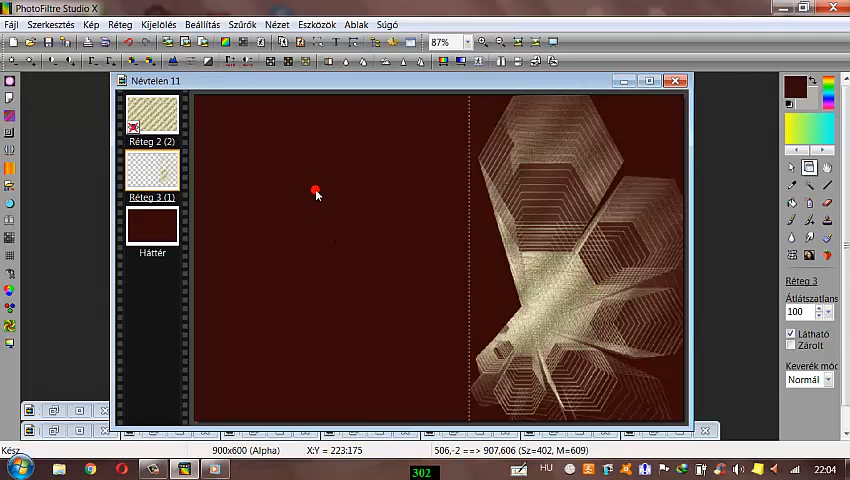 PhotoFiltre Studio X
Fájl Szerkesztés Kép Réteg Kijelölés Beállítás Szűrők Nézet Eszközök Ablak Súgó
87%
Névtelen 11
Réteg 2 (2)
Réteg 3 (1)
Háttér
Réteg 3
Átlátszatlans
100
Látható
Zárolt
Keverék mód
Normál
Kész 900x600 (Alpha) X:Y = 223:175 506,-2 ==> 907,606 (Sz=402, M=609)
302
HU
22:04